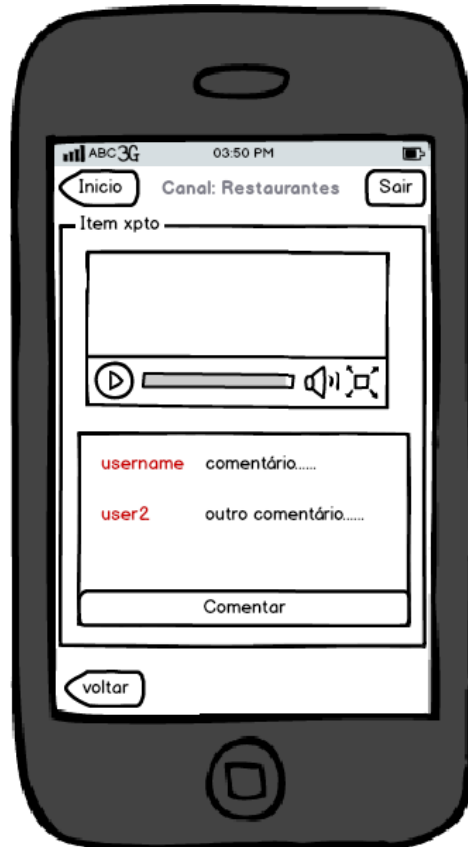 ABC 3G 03:50 PM
Inicio Canal: Restaurantes Sair
Item xpto
username comentário......
user2 outro comentário......
Comentar
voltar